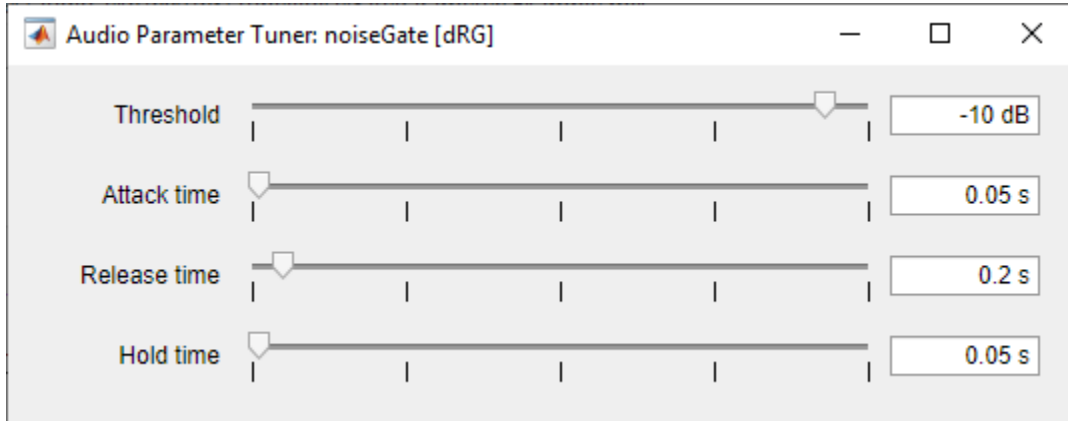 Audio Parameter Tuner: noiseGate [dRG]
Threshold -10 dB
Attack time 0.05 s
Release time 0.2 s
Hold time 0.05 s